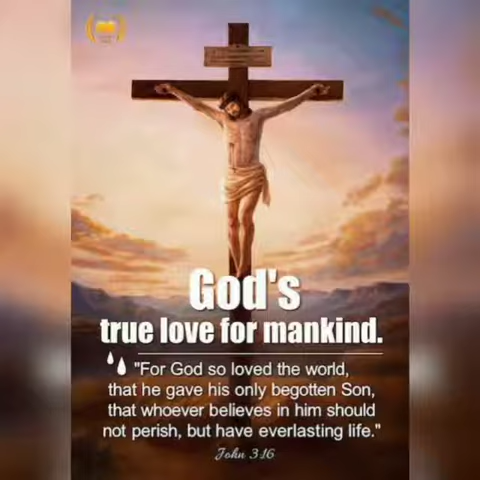 God's
true love for mankind.
"For God so loved the world,
that he gave his only begotten Son,
that whoever believes in him should
not perish, but have everlasting life."
John 3:16